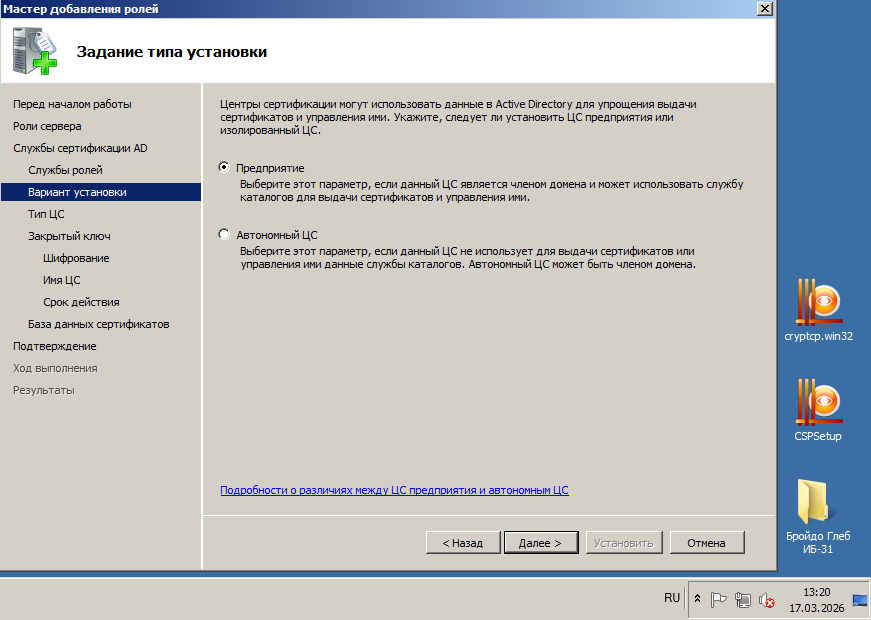 Мастер добавления ролей
Задание типа установки
Перед началом работы
Роли сервера
Службы сертификации AD
Службы ролей
Вариант установки
Тип ЦС
Закрытый ключ
Шифрование
Имя ЦС
Срок действия
База данных сертификатов
Подтверждение
Ход выполнения
Результаты
Центры сертификации могут использовать данные в Active Directory для упрощения выдачи
сертификатов и управления ими. Укажите, следует ли установить ЦС предприятия или
изолированный ЦС.
Предприятие
Выберите этот параметр, если данный ЦС является членом домена и может использовать службу
каталогов для выдачи сертификатов и управления ими.
Автономный ЦС
Выберите этот параметр, если данный ЦС не использует для выдачи сертификатов или
управления ими данные службы каталогов. Автономный ЦС может быть членом домена.
Подробности о различиях между ЦС предприятия и автономным ЦС
< Назад
Далее >
Установить
Отмена
cryptcp.win32
CSPSetup
Бройдо Глеб
ИБ-31
RU
13:20
17.03.2026